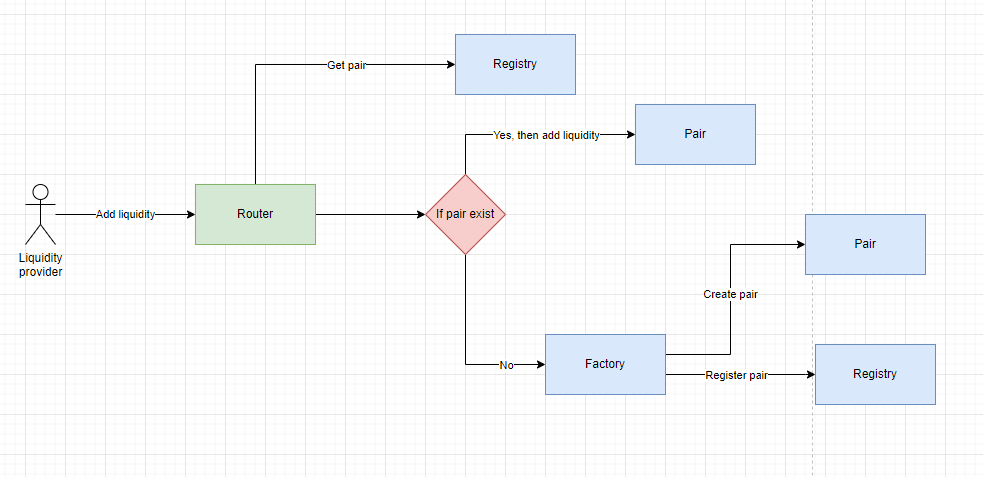 Get pair
Registry
Yes, then add liquidity
Pair
Add liquidity
Router
If pair exist
Liquidity
provider
Pair
Create pair
No
Factory
Register pair
Registry